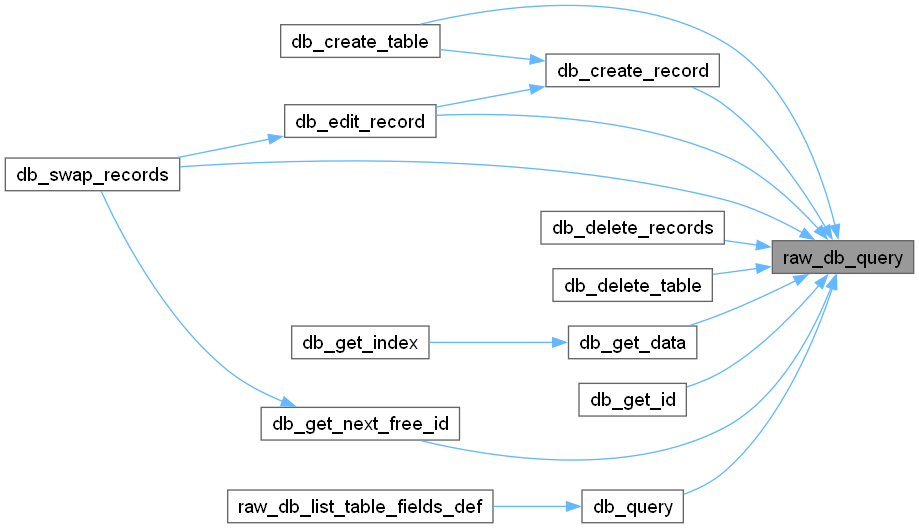 db_create_table
db_create_record
db_edit_record
db_swap_records
db_delete_records
raw_db_query
db_delete_table
db_get_index
db_get_data
db_get_id
db_get_next_free_id
raw_db_list_table_fields_def
db_query